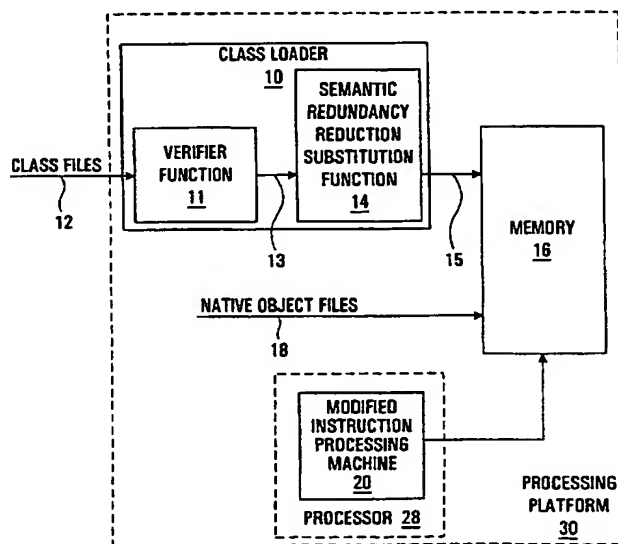 CLASS LOADER
10
SEMANTIC
REDUNDANCY
REDUCTION
SUBSTITUTION
FUNCTION
14
VERIFIER
FUNCTION
11
CLASS FILES
12
13
15
MEMORY
16
NATIVE OBJECT FILES
18
MODIFIED
INSTRUCTION
PROCESSING
MACHINE
20
PROCESSOR 28
PROCESSING
PLATFORM
30